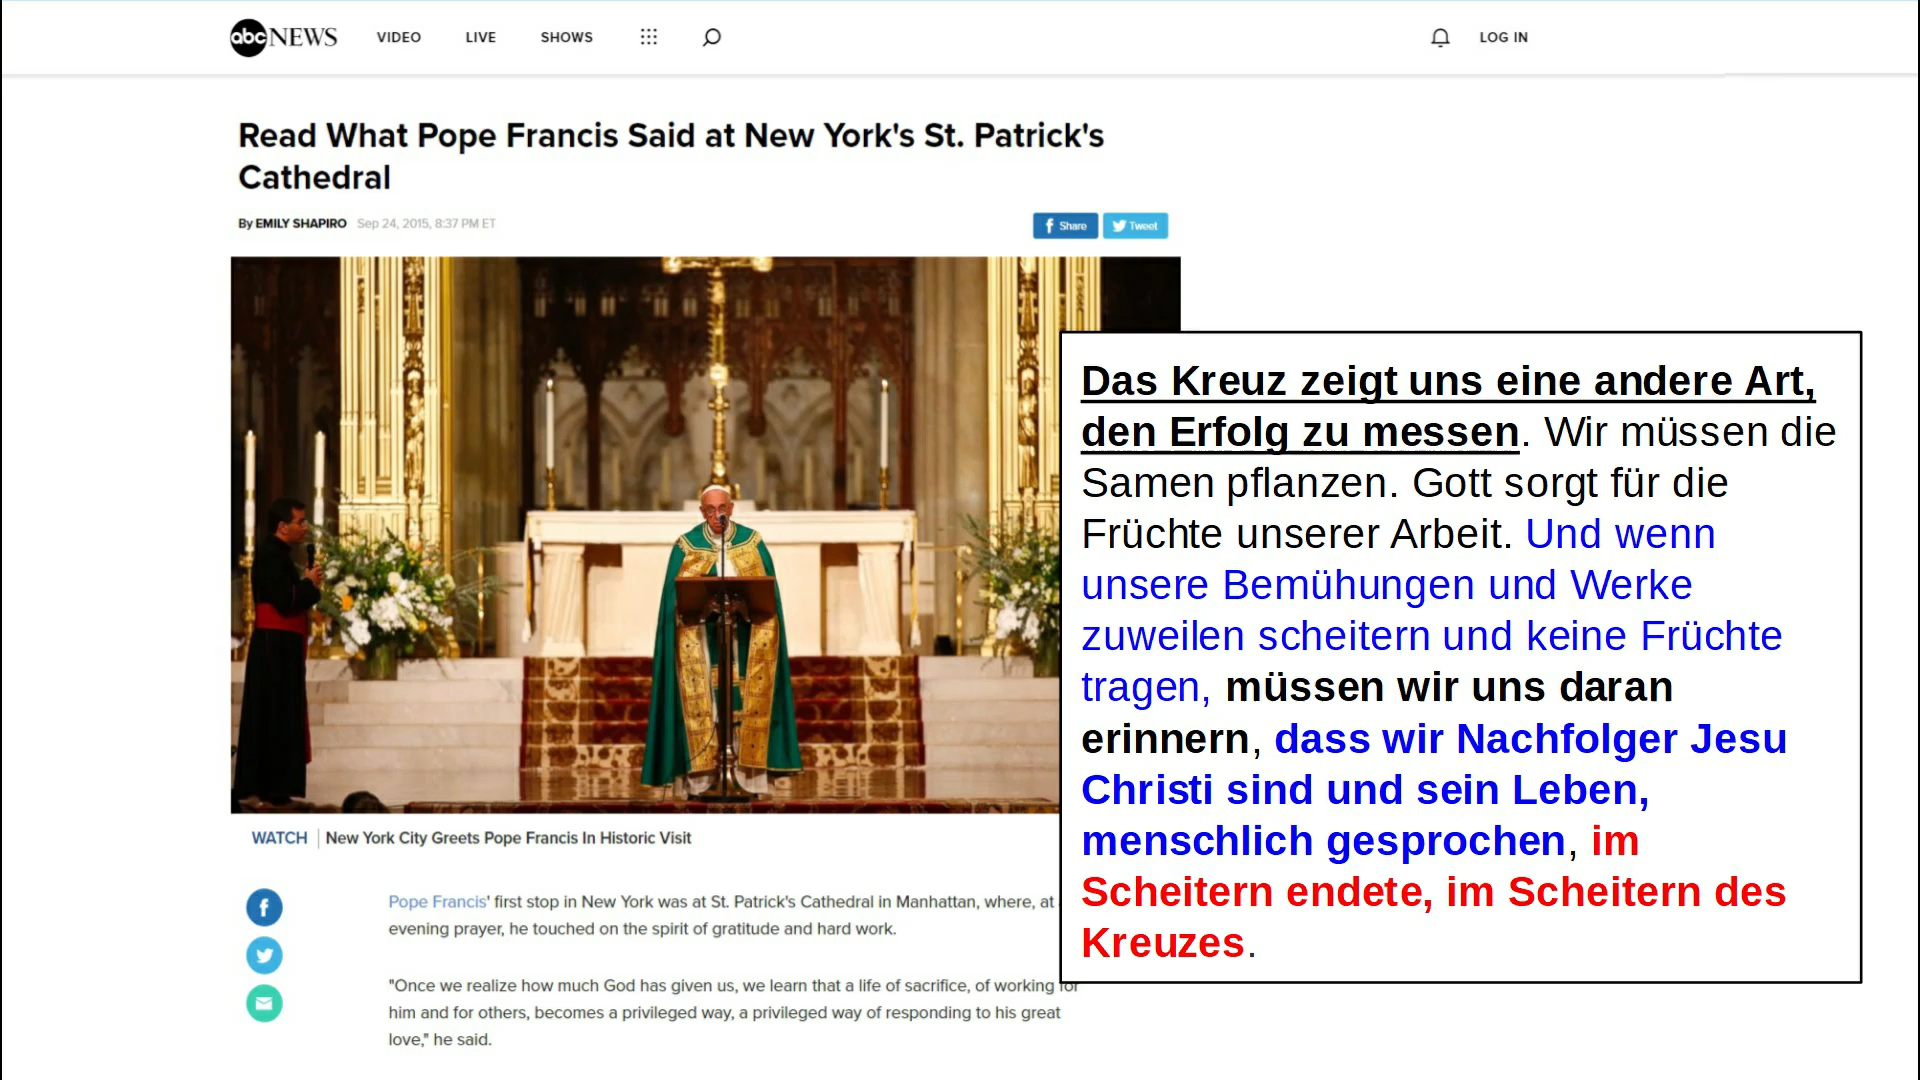 abc NEWS VIDEO LIVE SHOWS LOG IN
Read What Pope Francis Said at New York's St. Patrick's
Cathedral
By EMILY SHAPIRO Sep 24, 2015, 8:37 PM ET
Share Tweet
Das Kreuz zeigt uns eine andere Art,
den Erfolg zu messen. Wir müssen die
Samen pflanzen. Gott sorgt für die
Früchte unserer Arbeit. Und wenn
unsere Bemühungen und Werke
zuweilen scheitern und keine Früchte
tragen, müssen wir uns daran
erinnern, dass wir Nachfolger Jesu
Christi sind und sein Leben,
menschlich gesprochen, im
Scheitern endete, im Scheitern des
Kreuzes.
WATCH New York City Greets Pope Francis In Historic Visit
Pope Francis' first stop in New York was at St. Patrick's Cathedral in Manhattan, where, at
evening prayer, he touched on the spirit of gratitude and hard work.
"Once we realize how much God has given us, we learn that a life of sacrifice, of working for
him and for others, becomes a privileged way, a privileged way of responding to his great
love," he said.